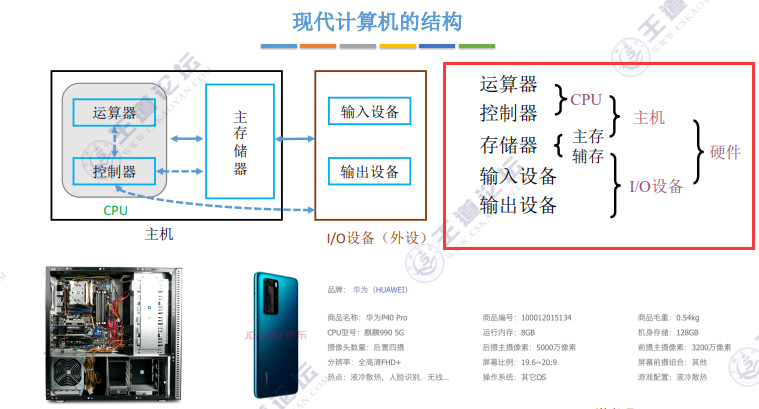 现代计算机的结构
运算器
控制器
CPU
主机
主
存
储
器
输入设备
输出设备
I/O设备（外设）
运算器
控制器
CPU
存储器
主存
辅存
主机
输入设备
输出设备
I/O设备
硬件
品牌： 华为（HUAWEI）
商品名称：华为P40 Pro
商品编号：100012015134
商品毛重：0.54kg
CPU型号：麒麟990 5G
运行内存：8GB
机身存储：128GB
摄像头数量：后置四摄
后摄主摄像素：5000万像素
前摄主摄像素：3200万像素
分辨率：全高清FHD+
屏幕比例：19.6~20:9
屏幕前摄组合：其他
热点：液冷散热，人脸识别，无线...
操作系统：其它OS
游戏配置：液冷散热
JD.COM 京东
王道论坛
WWW.CSKAOYAN.COM